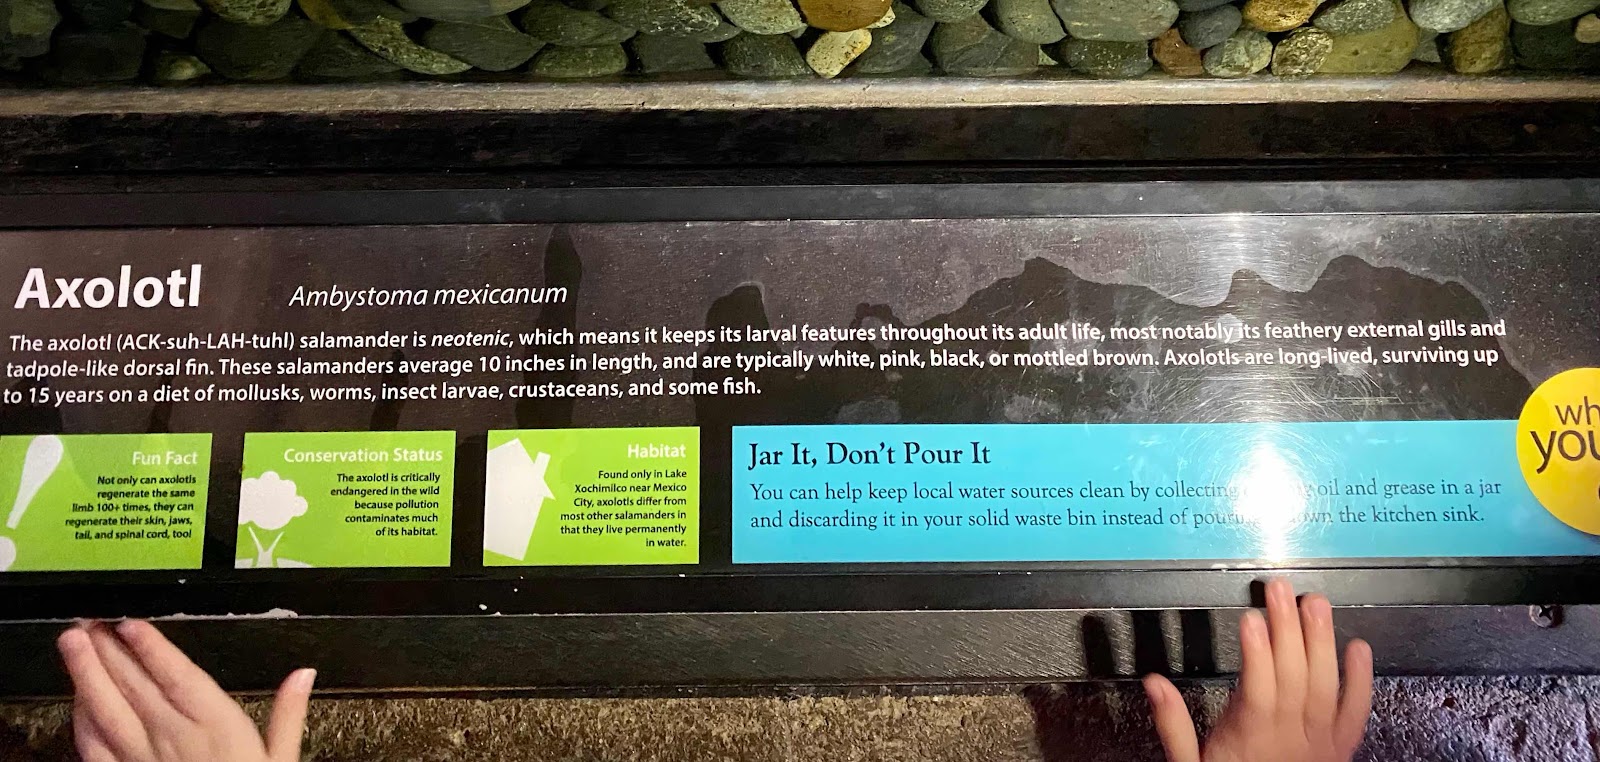 Axolotl
Ambystoma mexicanum
The axolotl (ACK-suh-LAH-tuhl) salamander is neotenic, which means it keeps its larval features throughout its adult life, most notably its feathery external gills and
tadpole-like dorsal fin. These salamanders average 10 inches in length, and are typically white, pink, black, or mottled brown. Axolotls are long-lived, surviving up
to 15 years on a diet of mollusks, worms, insect larvae, crustaceans, and some fish.
Fun Fact
Not only can axolotls
regenerate the same
limb 100+ times, they can
regenerate their skin, jaws,
tail, and spinal cord, too!
Conservation Status
The axolotl is critically
endangered in the wild
because pollution
contaminates much
of its habitat.
Habitat
Found only in Lake
Xochimilco near Mexico
City, axolotls differ from
most other salamanders in
that they live permanently
in water.
Jar It, Don't Pour It
You can help keep local water sources clean by collecting oil and grease in a jar
and discarding it in your solid waste bin instead of pouring down the kitchen sink.
wh
you